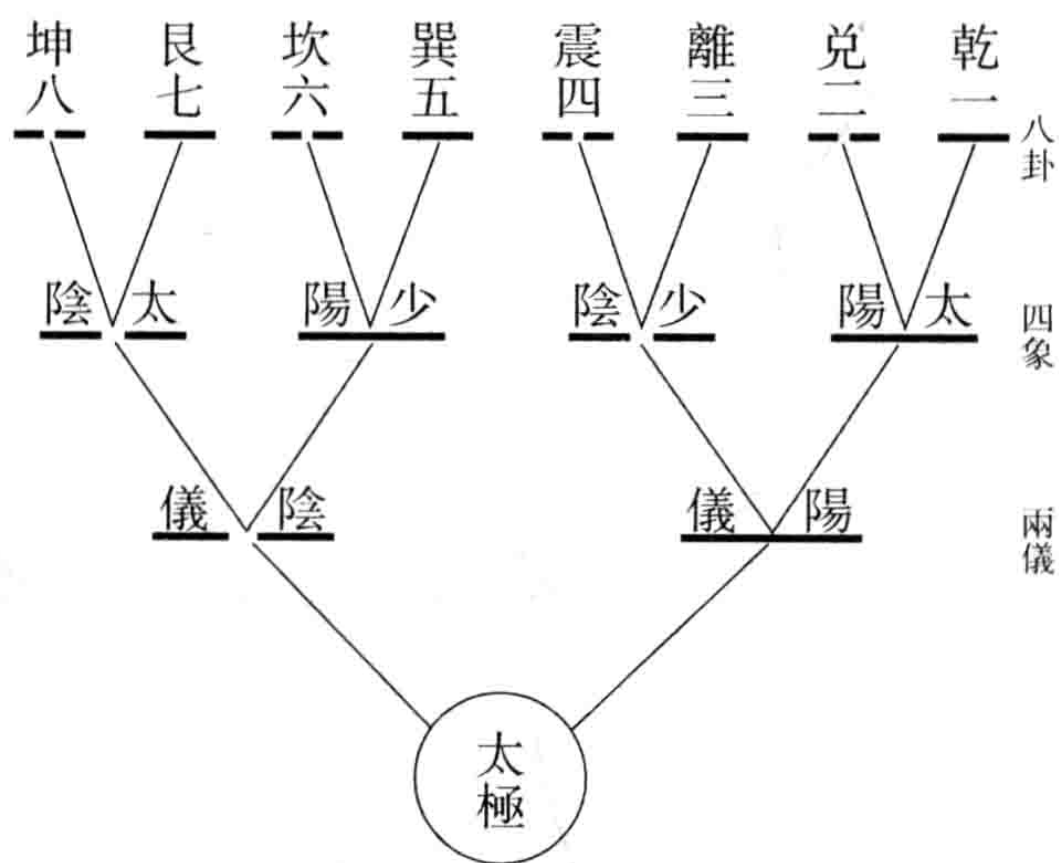 八卦
乾一
兑二
離三
震四
巽五
坎六
艮七
坤八
四象
太陽
少陰
少陽
太陰
兩儀
陽儀
陰儀
太極